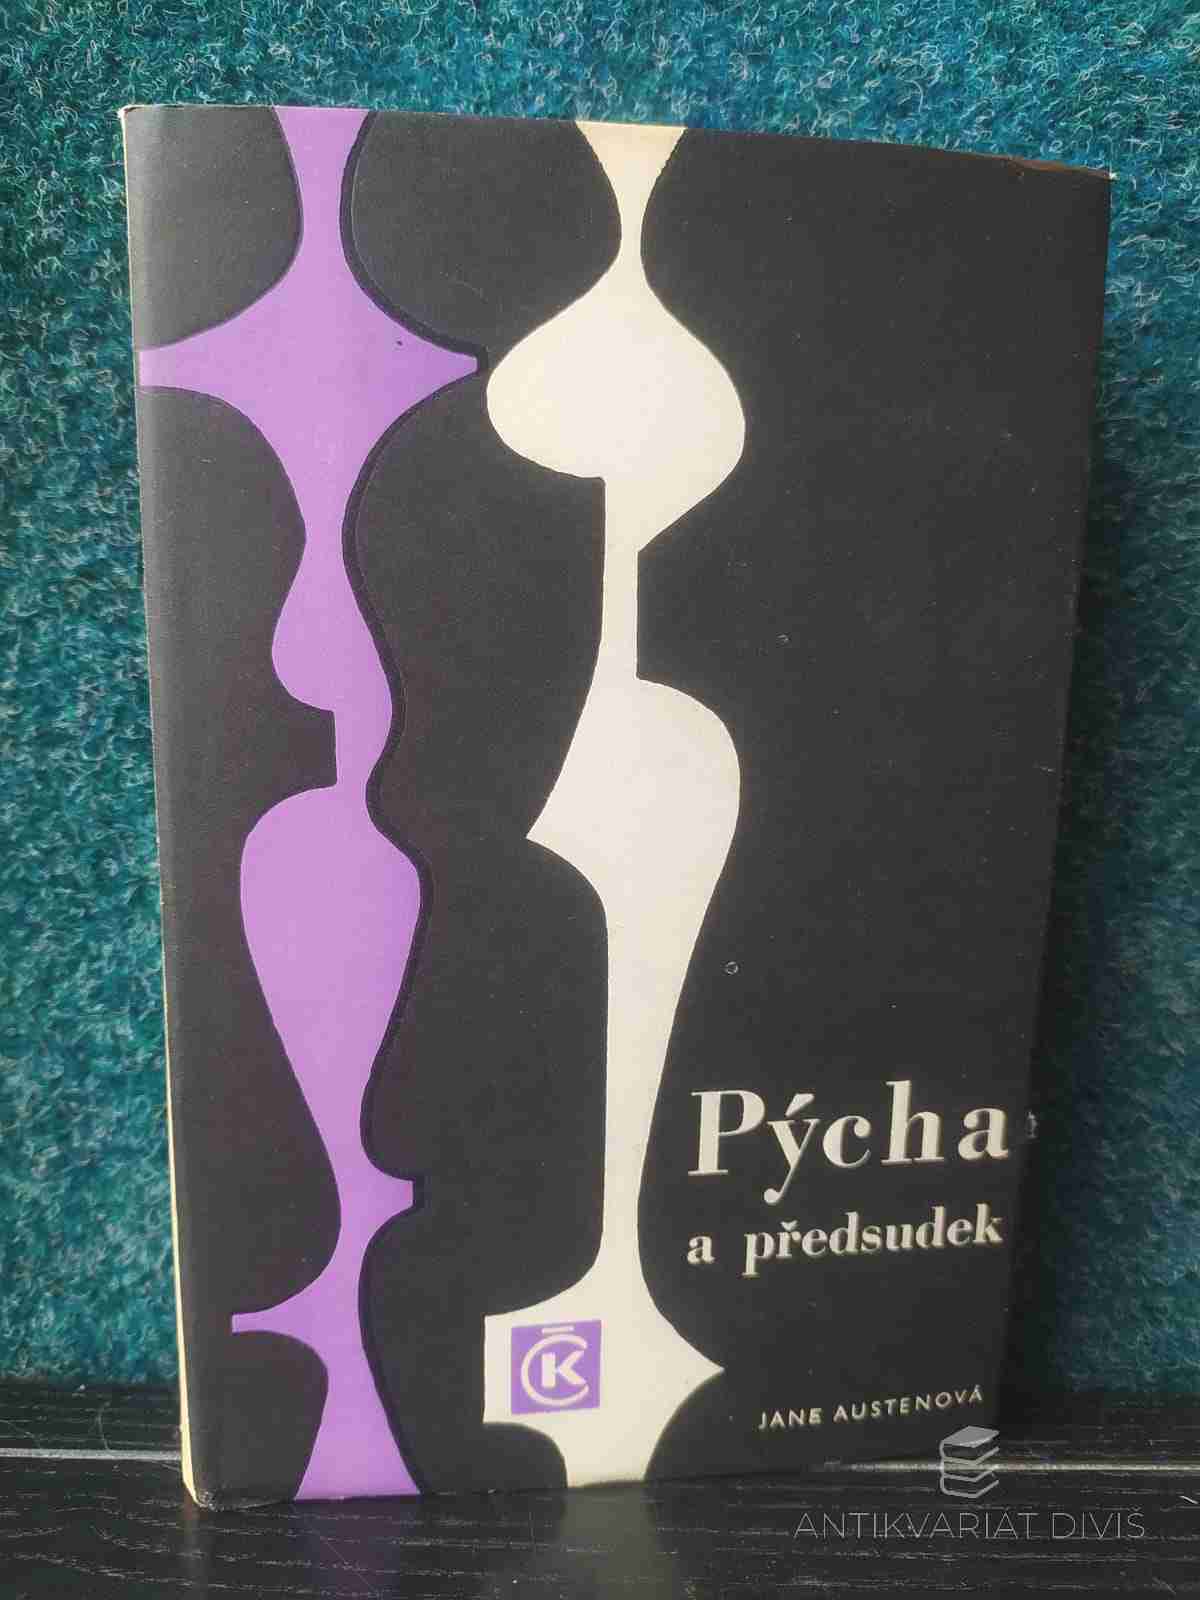 Pýcha
a předsudek
ČK
JANE AUSTENOVÁ
ANTIKVARIÁT DIVIŠ